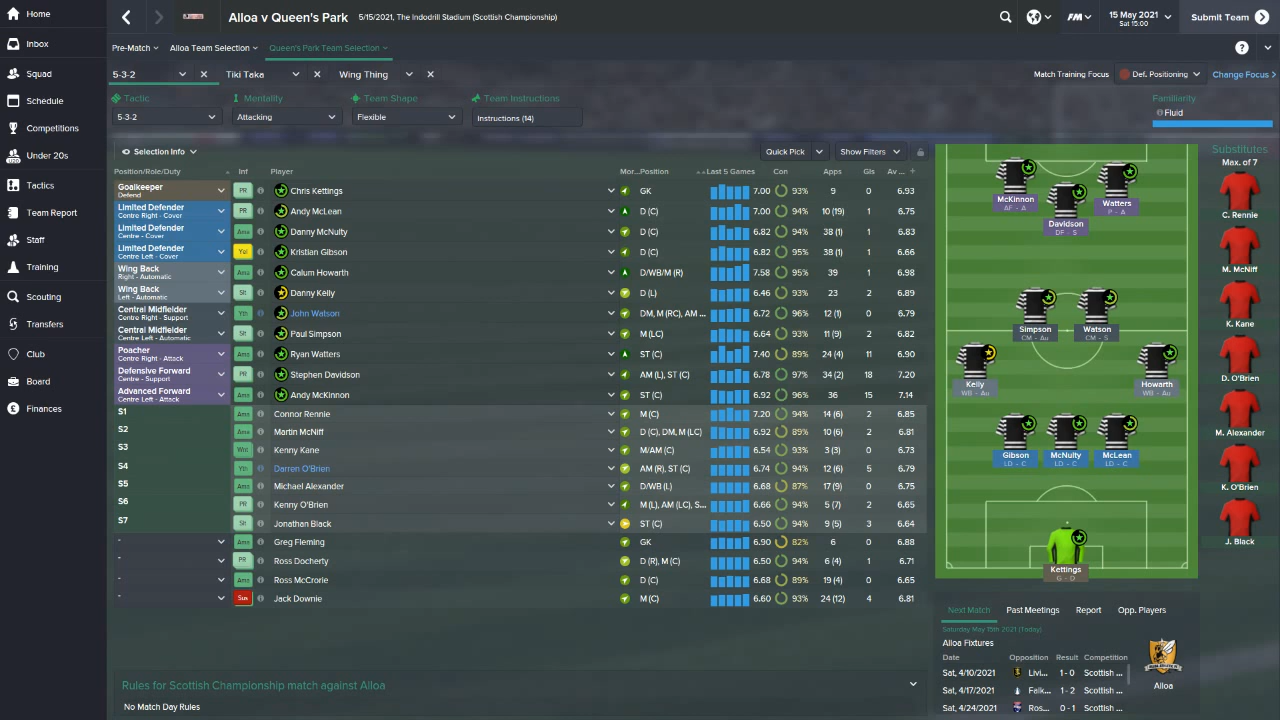 Home
Inbox
Squad
Schedule
Competitions
Under 20s
Tactics
Team Report
Staff
Training
Scouting
Transfers
Club
Board
Finances
Alloa v Queen's Park 5/15/2021, The Indodrill Stadium (Scottish Championship)
FM 15 May 2021 Sat 15:00 Submit Team
Pre-Match Alloa Team Selection Queen's Park Team Selection ?
5-3-2 Tiki Taka Wing Thing Match Training Focus Def. Positioning Change Focus >
Tactic Mentality Team Shape Team Instructions Familiarity
5-3-2 Attacking Flexible Instructions (14) Fluid
Selection Info Quick Pick Show Filters
Position/Role/Duty Inf Player Mor... Position Last 5 Games Con Apps Gls Av ...
Goalkeeper Defend PR Chris Kettings GK 7.00 93% 9 0 6.93
Limited Defender Centre Right - Cover PR Andy McLean D (C) 7.00 94% 10 (19) 1 6.75
Limited Defender Centre - Cover Ama Danny McNulty D (C) 6.82 94% 38 (1) 1 6.83
Limited Defender Centre Left - Cover Yel Kristian Gibson D (C) 6.82 95% 38 (1) 1 6.66
Wing Back Right - Automatic Ama Calum Howarth D/WB/M (R) 7.58 95% 39 1 6.98
Wing Back Left - Automatic Slt Danny Kelly D (L) 6.46 93% 23 2 6.89
Central Midfielder Centre Right - Support Yth John Watson DM, M (RC), AM ... 6.72 96% 12 (1) 0 6.79
Central Midfielder Centre Left - Automatic Slt Paul Simpson M (LC) 6.64 93% 11 (9) 2 6.82
Poacher Centre Right - Attack Ama Ryan Watters ST (C) 7.40 89% 24 (4) 11 6.90
Defensive Forward Centre - Support PR Stephen Davidson AM (L), ST (C) 6.78 97% 34 (2) 18 7.20
Advanced Forward Centre Left - Attack Ama Andy McKinnon ST (C) 6.92 96% 36 15 7.14
S1 Ama Connor Rennie M (C) 7.20 94% 14 (6) 2 6.85
S2 Ama Martin McNiff D (C), DM, M (LC) 6.92 89% 10 (6) 2 6.81
S3 Wnt Kenny Kane M/AM (C) 6.54 93% 3 (3) 0 6.73
S4 Yth Darren O'Brien AM (R), ST (C) 6.74 94% 12 (6) 5 6.79
S5 Ama Michael Alexander D/WB (L) 6.68 87% 17 (9) 0 6.75
S6 PR Kenny O'Brien M (L), AM (LC), S... 6.66 94% 5 (7) 2 6.65
S7 Slt Jonathan Black ST (C) 6.50 94% 9 (5) 3 6.64
- Ama Greg Fleming GK 6.90 82% 6 0 6.88
- PR Ross Docherty D (R), M (C) 6.50 94% 6 (4) 1 6.71
- Ama Ross McCrorie D (C) 6.68 89% 19 (4) 0 6.65
- Sus Jack Downie M (C) 6.60 93% 24 (12) 4 6.81
McKinnon AF - A
Davidson DF - S
Watters P - A
Simpson CM - Au
Watson CM - S
Kelly WB - Au
Howarth WB - Au
Gibson LD - C
McNulty LD - C
McLean LD - C
Kettings G - D
Substitutes
Max. of 7
C. Rennie
M. McNiff
K. Kane
D. O'Brien
M. Alexander
K. O'Brien
J. Black
Next Match Past Meetings Report Opp. Players
Saturday May 15th 2021 (Today)
Alloa Fixtures
Date Opposition Result Competition
Sat, 4/10/2021 Livi... 1-0 Scottish ...
Sat, 4/17/2021 Falk... 1-2 Scottish ...
Sat, 4/24/2021 Ros... 0-1 Scottish ...
Alloa
Rules for Scottish Championship match against Alloa
No Match Day Rules